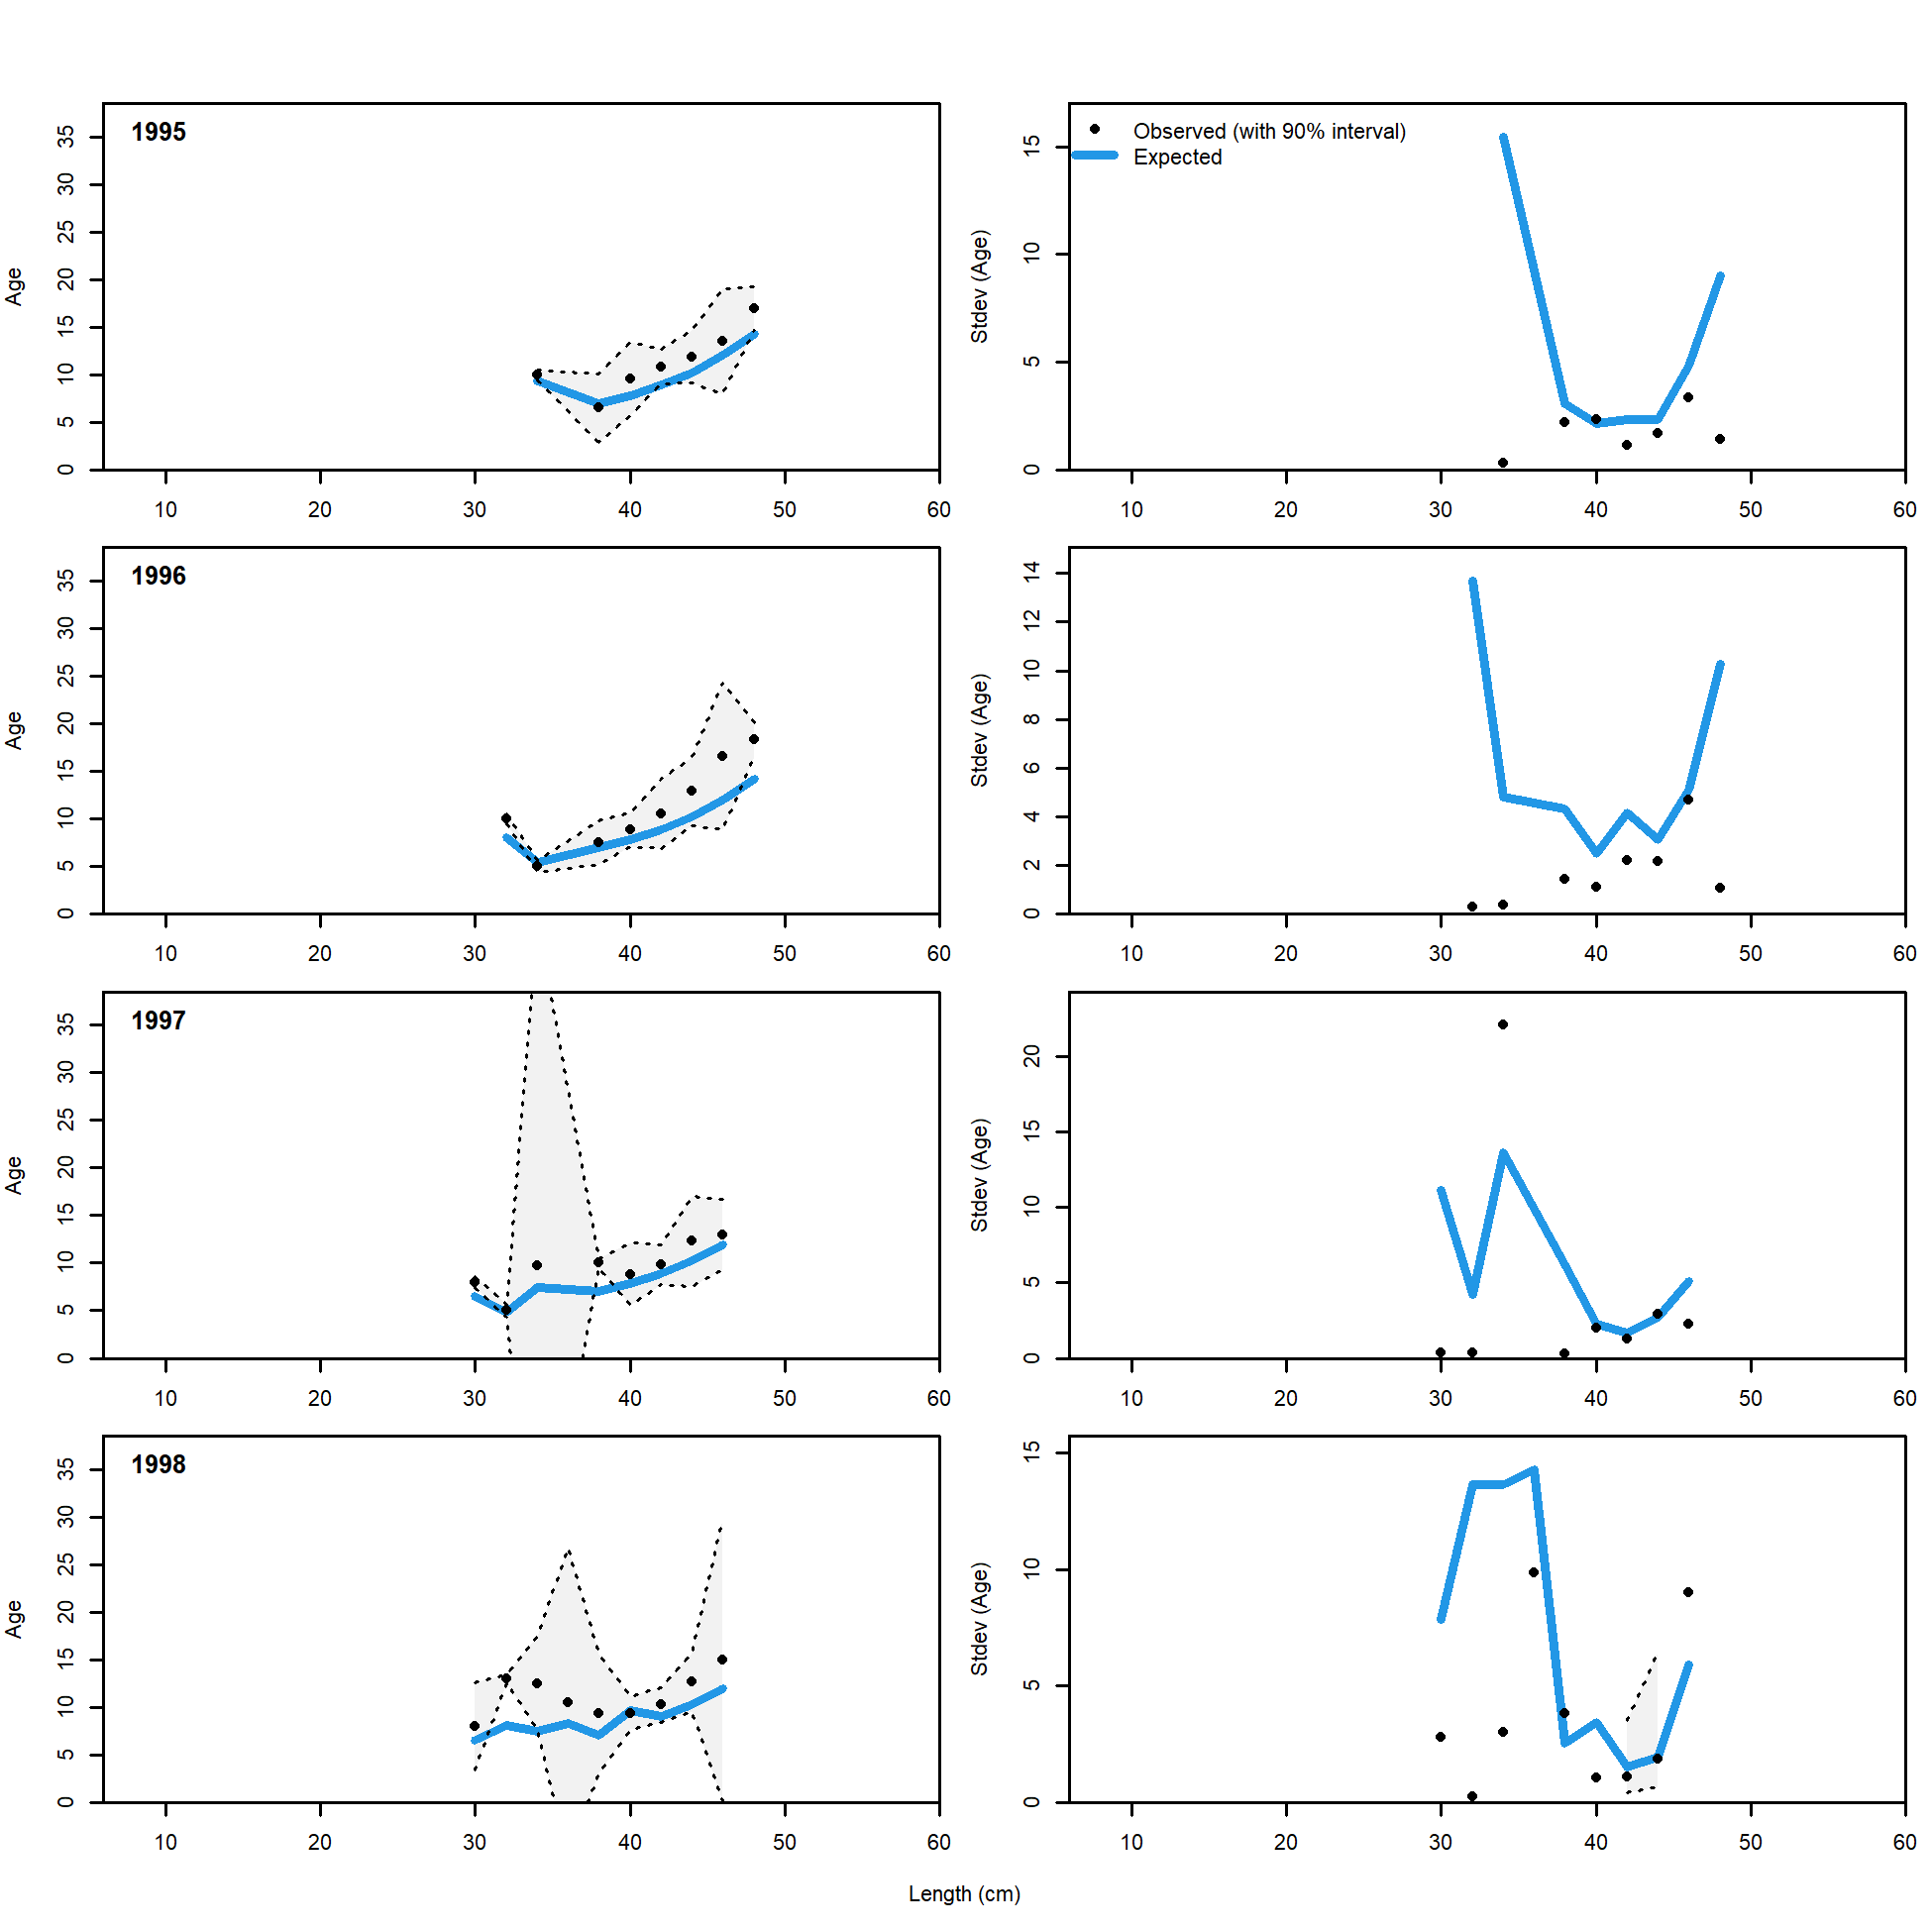 1995
Age
0 5 10 15 20 25 30 35
10 20 30 40 50 60
Observed (with 90% interval)
Expected
Stdev (Age)
0 5 10 15
10 20 30 40 50 60
1996
Age
0 5 10 15 20 25 30 35
10 20 30 40 50 60
Stdev (Age)
0 2 4 6 8 10 12 14
10 20 30 40 50 60
1997
Age
0 5 10 15 20 25 30 35
10 20 30 40 50 60
Stdev (Age)
0 5 10 15 20
10 20 30 40 50 60
1998
Age
0 5 10 15 20 25 30 35
10 20 30 40 50 60
Stdev (Age)
0 5 10 15
10 20 30 40 50 60
Length (cm)